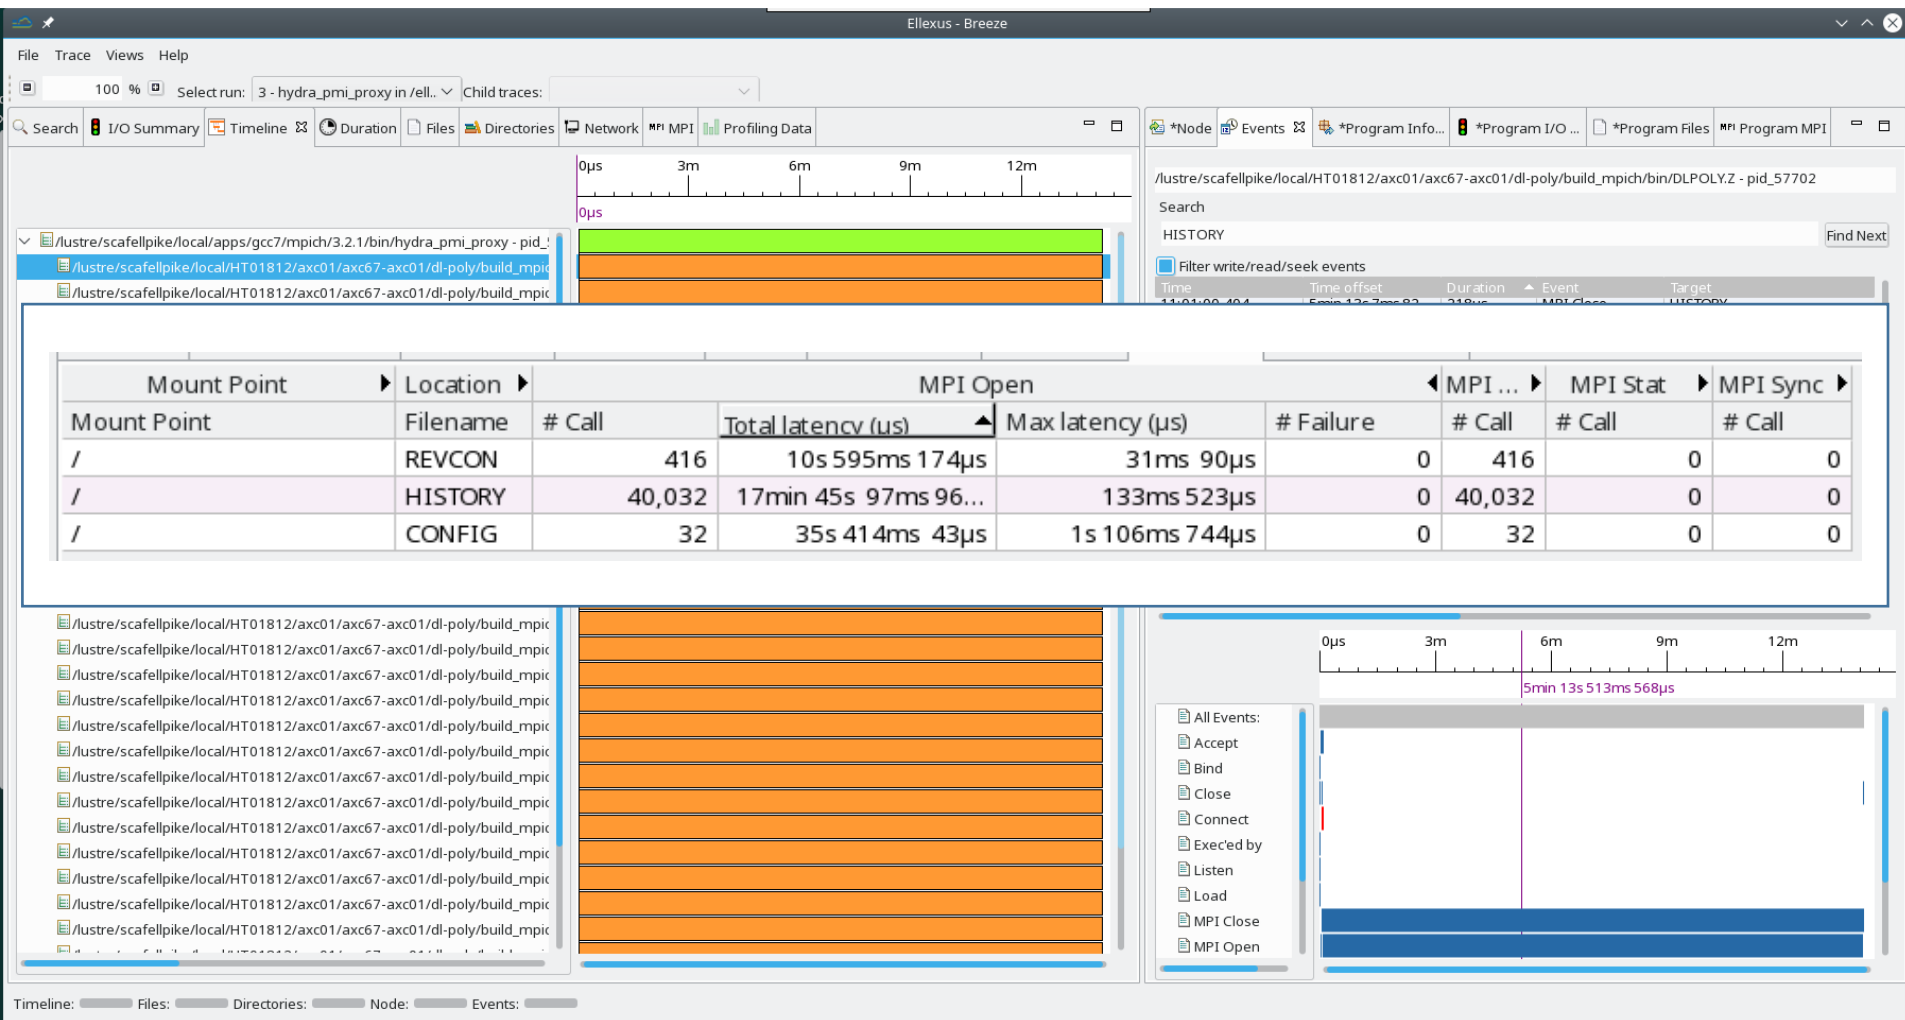 Ellexus - Breeze
File Trace Views Help
100 % Select run: 3 - hydra_pmi_proxy in /ell.. Child traces:
Search I/O Summary Timeline Duration Files Directories Network MPI MPI Profiling Data
*Node Events *Program Info... *Program I/O ... *Program Files MPI Program MPI
0µs 3m 6m 9m 12m
0µs
/lustre/scafellpike/local/apps/gcc7/mpich/3.2.1/bin/hydra_pmi_proxy - pid_
/lustre/scafellpike/local/HT01812/axc01/axc67-axc01/dl-poly/build_mpic
/lustre/scafellpike/local/HT01812/axc01/axc67-axc01/dl-poly/build_mpic
/lustre/scafellpike/local/HT01812/axc01/axc67-axc01/dl-poly/build_mpich/bin/DLPOLY.Z - pid_57702
Search
HISTORY Find Next
Filter write/read/seek events
Time Time offset Duration Event Target
Mount Point Location MPI Open MPI ... MPI Stat MPI Sync
Mount Point Filename # Call Total latency (µs) Max latency (µs) # Failure # Call # Call # Call
/ REVCON 416 10s 595ms 174µs 31ms 90µs 0 416 0 0
/ HISTORY 40,032 17min 45s 97ms 96... 133ms 523µs 0 40,032 0 0
/ CONFIG 32 35s 414ms 43µs 1s 106ms 744µs 0 32 0 0
/lustre/scafellpike/local/HT01812/axc01/axc67-axc01/dl-poly/build_mpic
/lustre/scafellpike/local/HT01812/axc01/axc67-axc01/dl-poly/build_mpic
/lustre/scafellpike/local/HT01812/axc01/axc67-axc01/dl-poly/build_mpic
/lustre/scafellpike/local/HT01812/axc01/axc67-axc01/dl-poly/build_mpic
/lustre/scafellpike/local/HT01812/axc01/axc67-axc01/dl-poly/build_mpic
/lustre/scafellpike/local/HT01812/axc01/axc67-axc01/dl-poly/build_mpic
/lustre/scafellpike/local/HT01812/axc01/axc67-axc01/dl-poly/build_mpic
/lustre/scafellpike/local/HT01812/axc01/axc67-axc01/dl-poly/build_mpic
/lustre/scafellpike/local/HT01812/axc01/axc67-axc01/dl-poly/build_mpic
/lustre/scafellpike/local/HT01812/axc01/axc67-axc01/dl-poly/build_mpic
/lustre/scafellpike/local/HT01812/axc01/axc67-axc01/dl-poly/build_mpic
/lustre/scafellpike/local/HT01812/axc01/axc67-axc01/dl-poly/build_mpic
/lustre/scafellpike/local/HT01812/axc01/axc67-axc01/dl-poly/build_mpic
0µs 3m 6m 9m 12m
5min 13s 513ms 568µs
All Events:
Accept
Bind
Close
Connect
Exec'ed by
Listen
Load
MPI Close
MPI Open
Timeline: Files: Directories: Node: Events: